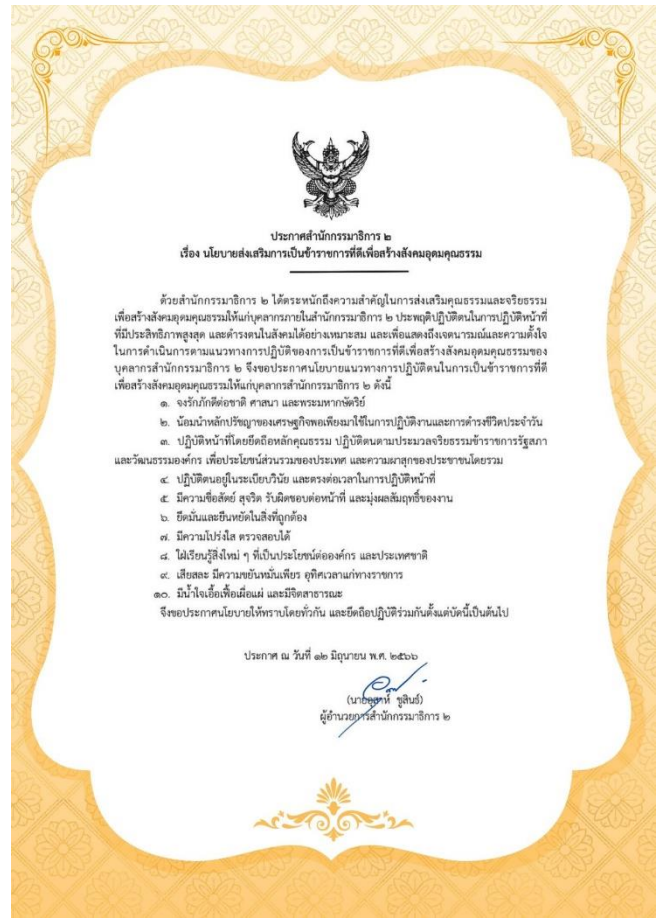 ประกาศสำนักกรรมาธิการ ๒
เรื่อง นโยบายส่งเสริมการเป็นข้าราชการที่ดีเพื่อสร้างสังคมอุดมคุณธรรม
ด้วยสำนักกรรมาธิการ ๒ ได้ตระหนักถึงความสำคัญในการส่งเสริมคุณธรรมและจริยธรรม
เพื่อสร้างสังคมอุดมคุณธรรมให้แก่บุคลากรภายในสำนักกรรมาธิการ ๒ ประพฤติปฏิบัติตนในการปฏิบัติหน้าที่
ที่มีประสิทธิภาพสูงสุด และดำรงตนในสังคมได้อย่างเหมาะสม และเพื่อแสดงถึงเจตนารมณ์และความตั้งใจ
ในการดำเนินการตามแนวทางการปฏิบัติของการเป็นข้าราชการที่ดีเพื่อสร้างสังคมอุดมคุณธรรมของ
บุคลากรสำนักกรรมาธิการ ๒ จึงขอประกาศนโยบายแนวทางการปฏิบัติตนในการเป็นข้าราชการที่ดี
เพื่อสร้างสังคมอุดมคุณธรรมให้แก่บุคลากรสำนักกรรมาธิการ ๒ ดังนี้
๑. จงรักภักดีต่อชาติ ศาสนา และพระมหากษัตริย์
๒. น้อมนำหลักปรัชญาของเศรษฐกิจพอเพียงมาใช้ในการปฏิบัติงานและการดำรงชีวิตประจำวัน
๓. ปฏิบัติหน้าที่โดยยึดถือหลักคุณธรรม ปฏิบัติตนตามประมวลจริยธรรมข้าราชการรัฐสภา
และวัฒนธรรมองค์กร เพื่อประโยชน์ส่วนรวมของประเทศ และความผาสุกของประชาชนโดยรวม
๔. ปฏิบัติตนอยู่ในระเบียบวินัย และตรงต่อเวลาในการปฏิบัติหน้าที่
๕. มีความซื่อสัตย์ สุจริต รับผิดชอบต่อหน้าที่ และมุ่งผลสัมฤทธิ์ของงาน
๖. ยึดมั่นและยืนหยัดในสิ่งที่ถูกต้อง
๗. มีความโปร่งใส ตรวจสอบได้
๘. ใฝ่เรียนรู้สิ่งใหม่ ๆ ที่เป็นประโยชน์ต่อองค์กร และประเทศชาติ
๙. เสียสละ มีความขยันหมั่นเพียร อุทิศเวลาแก่ทางราชการ
๑๐. มีน้ำใจเอื้อเฟื้อเผื่อแผ่ และมีจิตสาธารณะ
จึงขอประกาศนโยบายให้ทราบโดยทั่วกัน และยึดถือปฏิบัติร่วมกันตั้งแต่บัดนี้เป็นต้นไป
ประกาศ ณ วันที่ ๑๒ มิถุนายน พ.ศ. ๒๕๖๖
ชูสินธ์)
ผู้อำนวยการสำนักกรรมาธิการ ๒